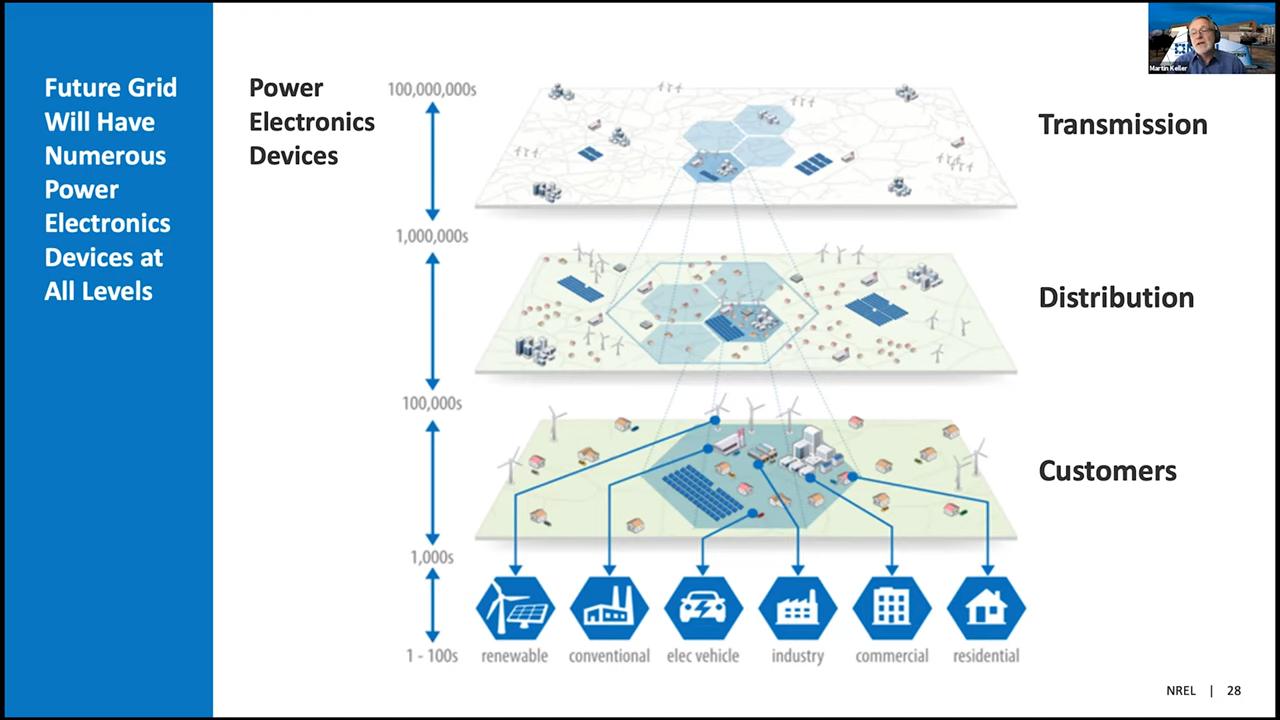 Future Grid
Will Have
Numerous
Power
Electronics
Devices at
All Levels
Power
Electronics
Devices
100,000,000s
1,000,000s
100,000s
1,000s
1 - 100s
Transmission
Distribution
Customers
renewable
conventional
elec vehicle
industry
commercial
residential
Martin Keller
NREL | 28